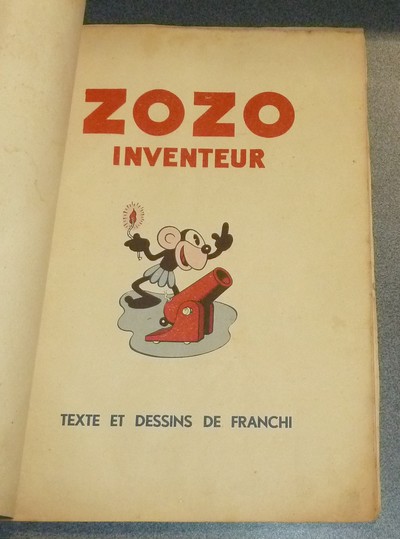 ZOZO
INVENTEUR
TEXTE ET DESSINS DE FRANCHI